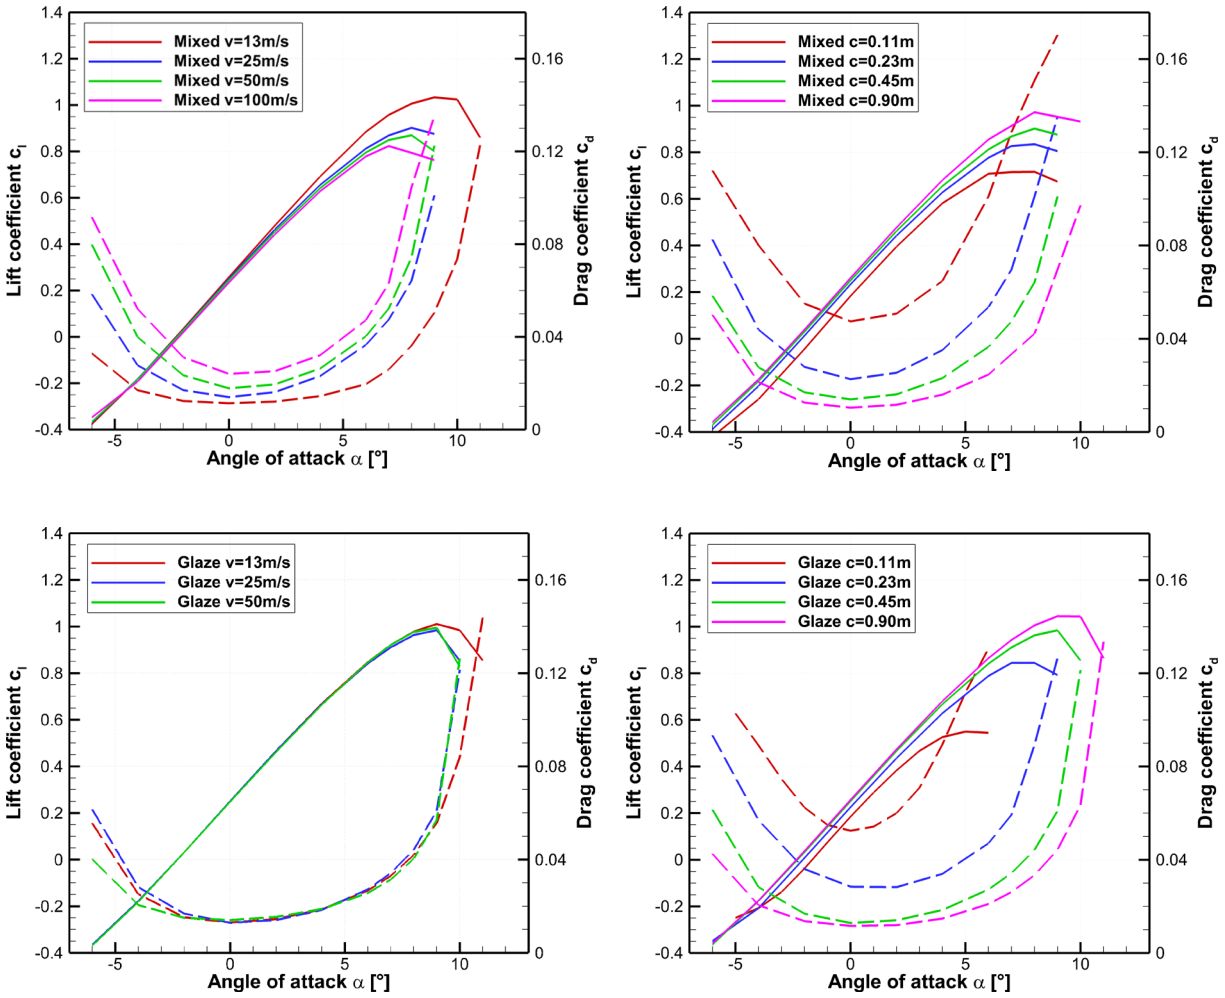 1.4
1.2
1
0.8
0.6
0.4
0.2
0
-0.2
-0.4
Lift coefficient cl
Mixed v=13m/s
Mixed v=25m/s
Mixed v=50m/s
Mixed v=100m/s
0.16
0.12
0.08
0.04
0
Drag coefficient cd
-5 0 5 10
Angle of attack α [°]
1.4
1.2
1
0.8
0.6
0.4
0.2
0
-0.2
-0.4
Lift coefficient cl
Mixed c=0.11m
Mixed c=0.23m
Mixed c=0.45m
Mixed c=0.90m
0.16
0.12
0.08
0.04
0
Drag coefficient cd
-5 0 5 10
Angle of attack α [°]
1.4
1.2
1
0.8
0.6
0.4
0.2
0
-0.2
-0.4
Lift coefficient cl
Glaze v=13m/s
Glaze v=25m/s
Glaze v=50m/s
0.16
0.12
0.08
0.04
0
Drag coefficient cd
-5 0 5 10
Angle of attack α [°]
1.4
1.2
1
0.8
0.6
0.4
0.2
0
-0.2
-0.4
Lift coefficient cl
Glaze c=0.11m
Glaze c=0.23m
Glaze c=0.45m
Glaze c=0.90m
0.16
0.12
0.08
0.04
0
Drag coefficient cd
-5 0 5 10
Angle of attack α [°]